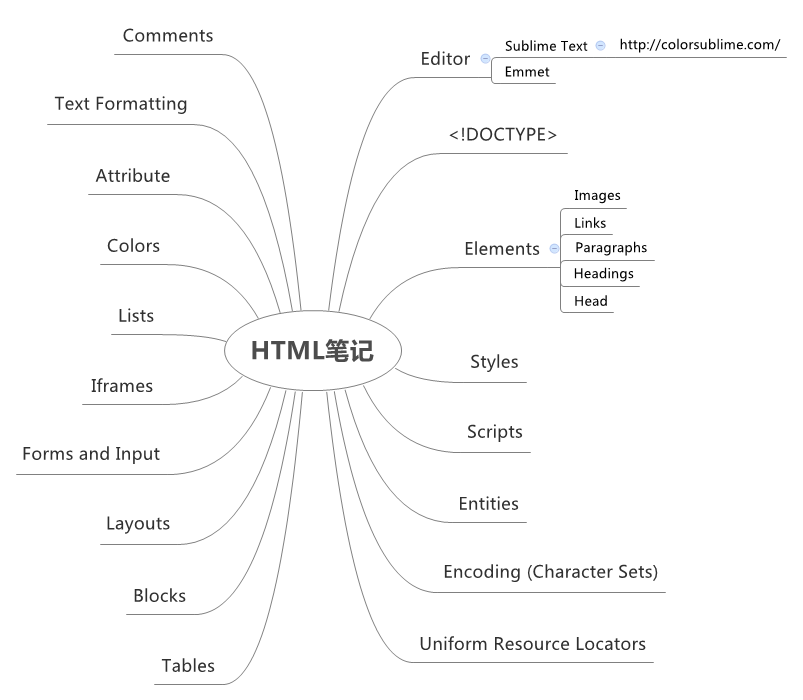 HTML笔记
Editor
Sublime Text
http://colorsublime.com/
Emmet
<!DOCTYPE>
Elements
Images
Links
Paragraphs
Headings
Head
Styles
Scripts
Entities
Encoding (Character Sets)
Uniform Resource Locators
Comments
Text Formatting
Attribute
Colors
Lists
Iframes
Forms and Input
Layouts
Blocks
Tables